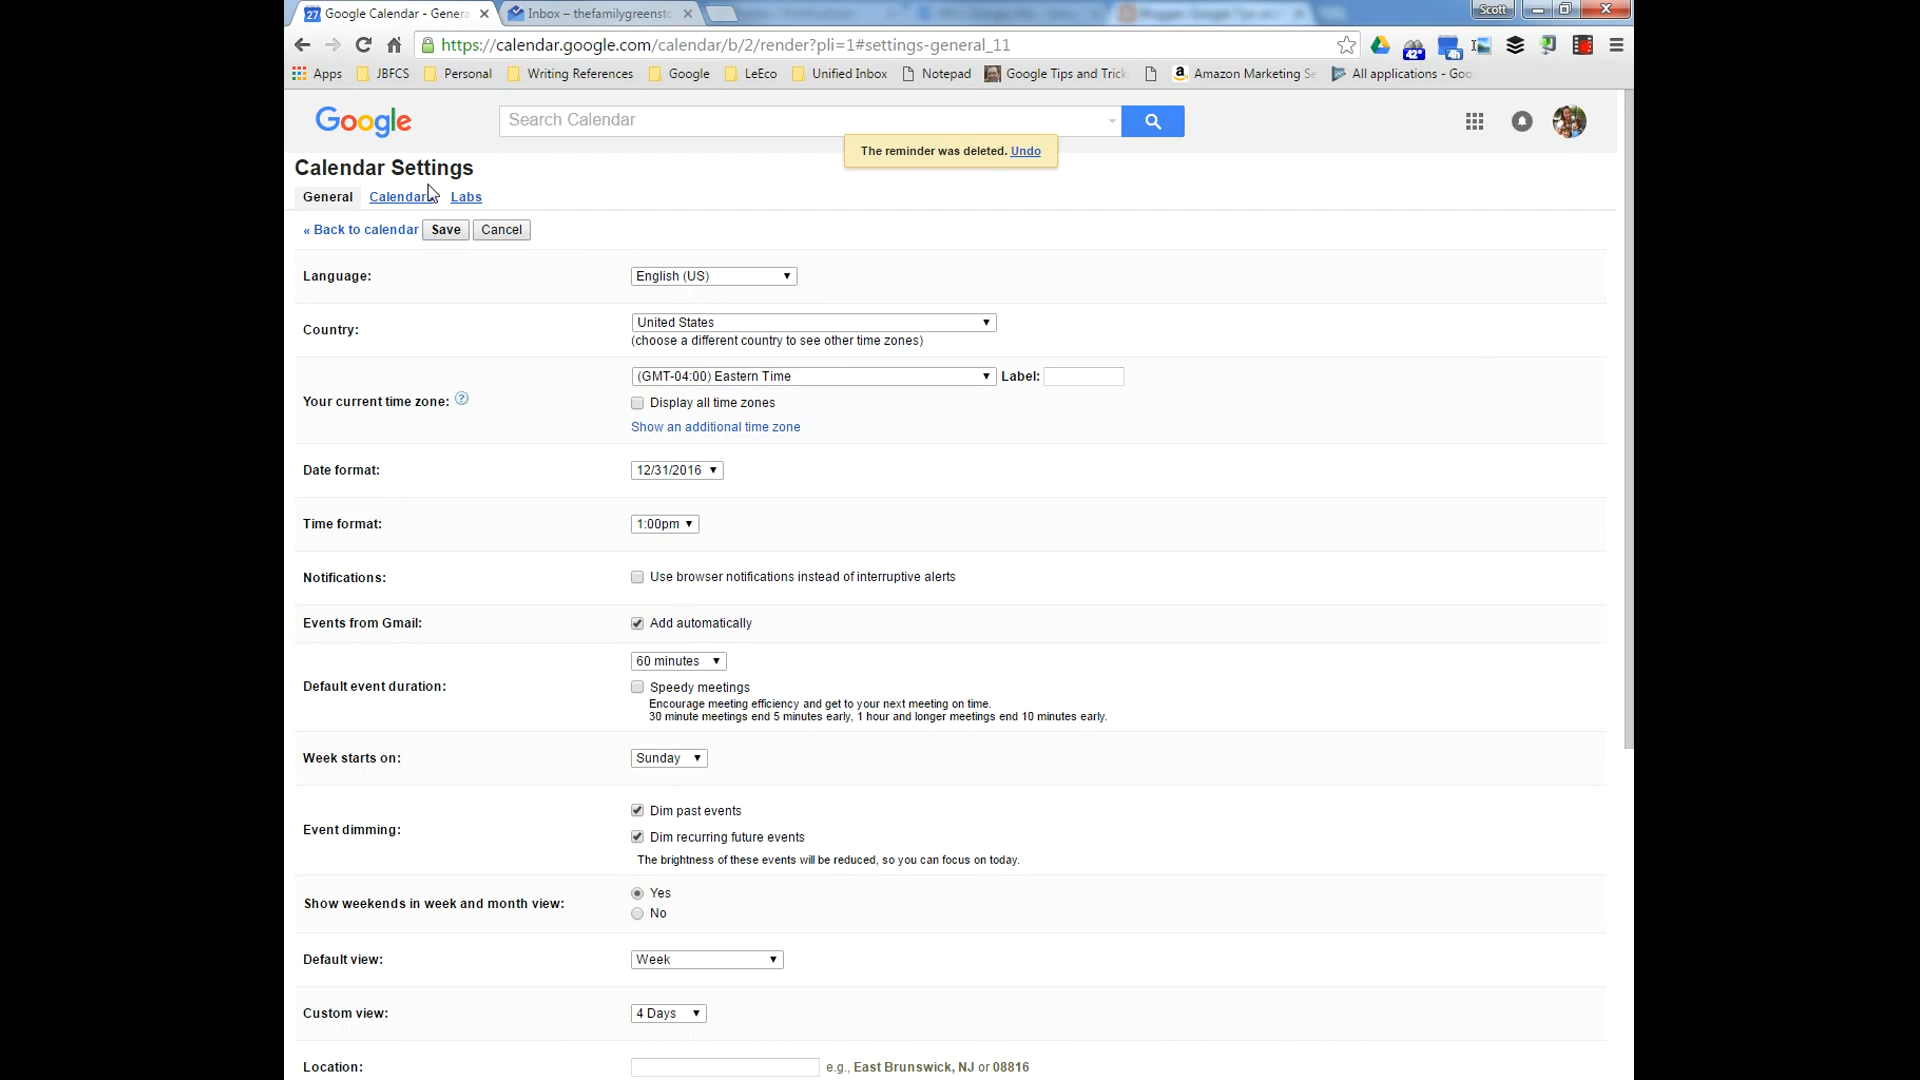 27 Google Calendar - Genera
Inbox – thefamilygreenst
Scott
https://calendar.google.com/calendar/b/2/render?pli=1#settings-general_11
42°
Apps JBFCS Personal Writing References Google LeEco Unified Inbox Notepad Google Tips and Trick Amazon Marketing Se All applications - Goo
Google
Search Calendar
The reminder was deleted. Undo
Calendar Settings
General Calendar Labs
« Back to calendar Save Cancel
Language: English (US)
Country: United States
(choose a different country to see other time zones)
(GMT-04:00) Eastern Time Label:
Your current time zone: ?
Display all time zones
Show an additional time zone
Date format: 12/31/2016
Time format: 1:00pm
Notifications: Use browser notifications instead of interruptive alerts
Events from Gmail: Add automatically
60 minutes
Default event duration: Speedy meetings
Encourage meeting efficiency and get to your next meeting on time.
30 minute meetings end 5 minutes early, 1 hour and longer meetings end 10 minutes early.
Week starts on: Sunday
Dim past events
Event dimming: Dim recurring future events
The brightness of these events will be reduced, so you can focus on today.
Yes
Show weekends in week and month view:
No
Default view: Week
Custom view: 4 Days
Location: e.g., East Brunswick, NJ or 08816